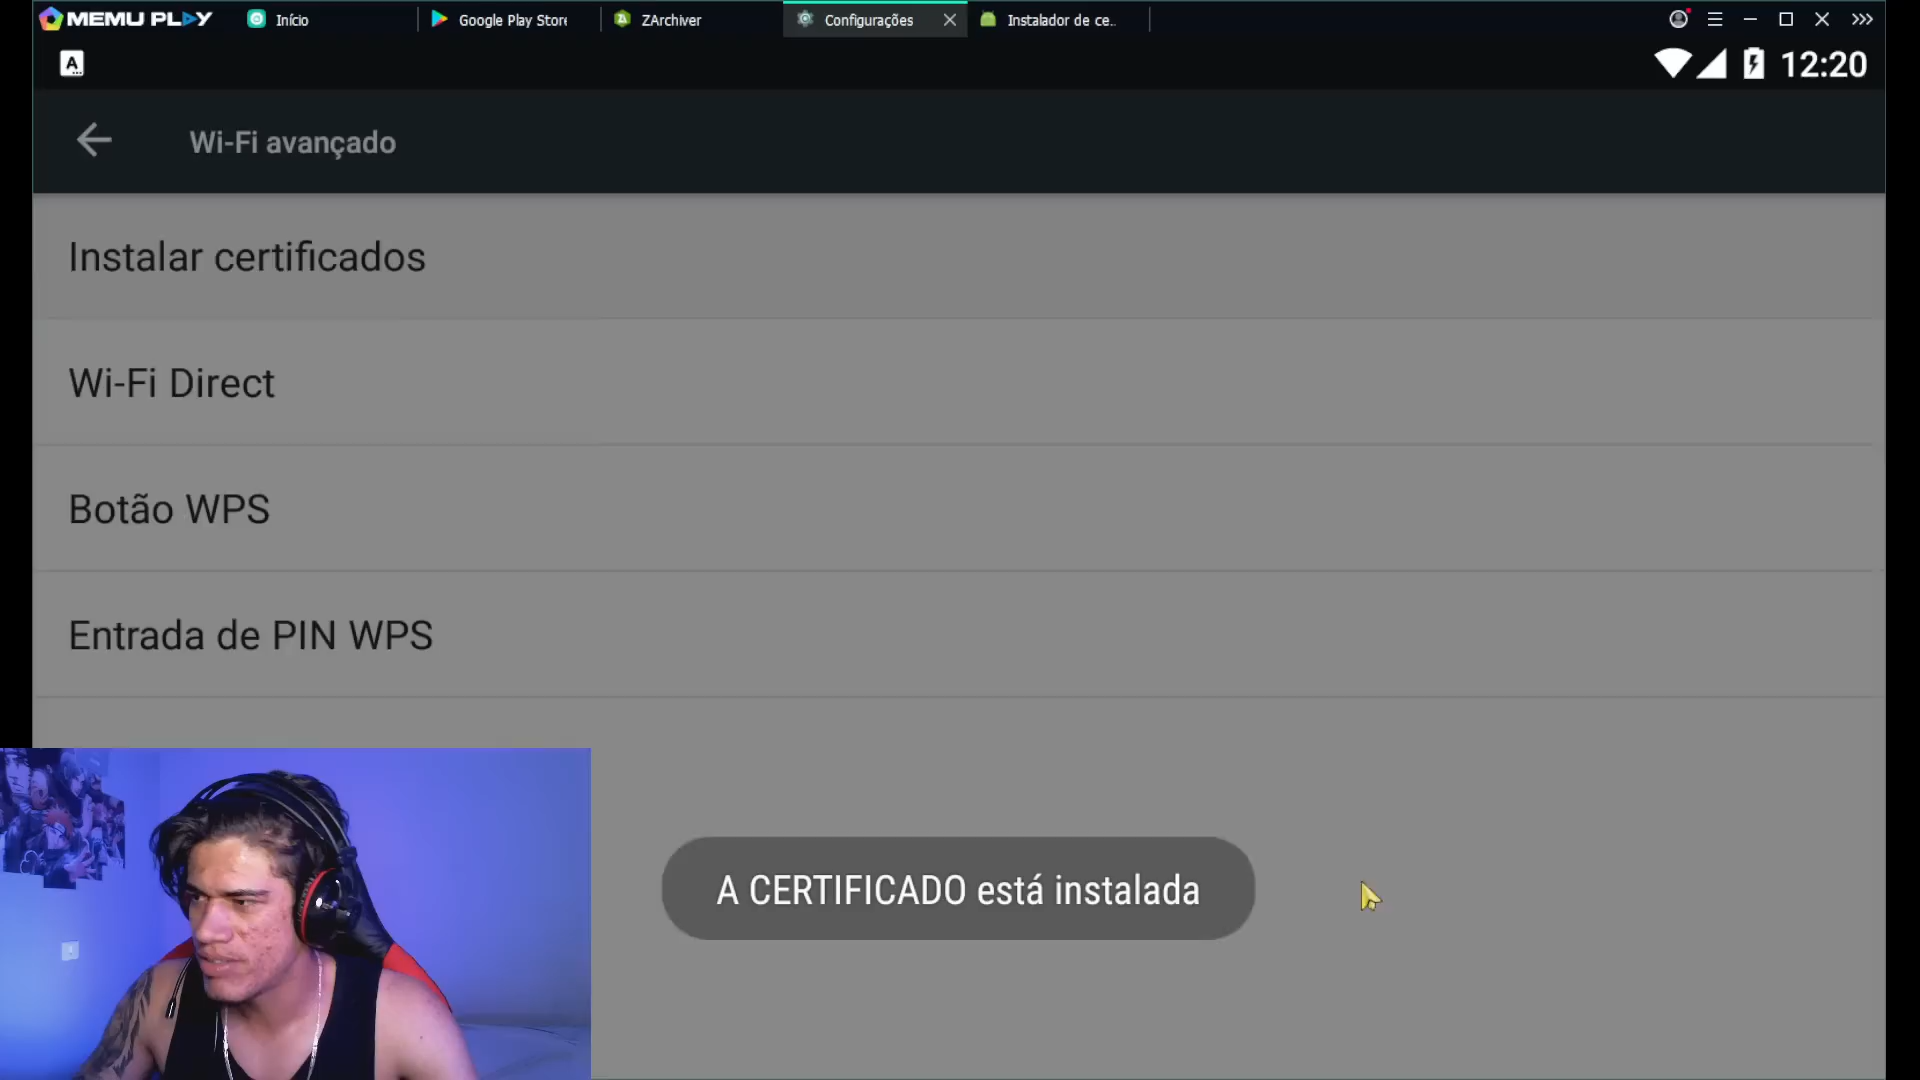 MEMU PLAY
Início
Google Play Store
ZArchiver
Configurações
Instalador de ce..
A
12:20
Wi-Fi avançado
Instalar certificados
Wi-Fi Direct
Botão WPS
Entrada de PIN WPS
A CERTIFICADO está instalada